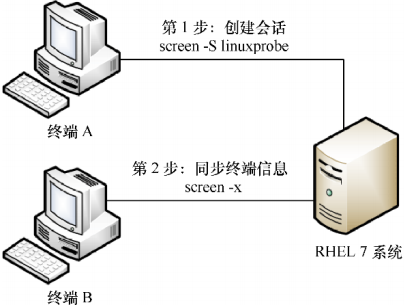 第 1 步：创建会话
screen -S linuxprobe
终端 A
第 2 步：同步终端信息
screen -x
RHEL 7 系统
终端 B